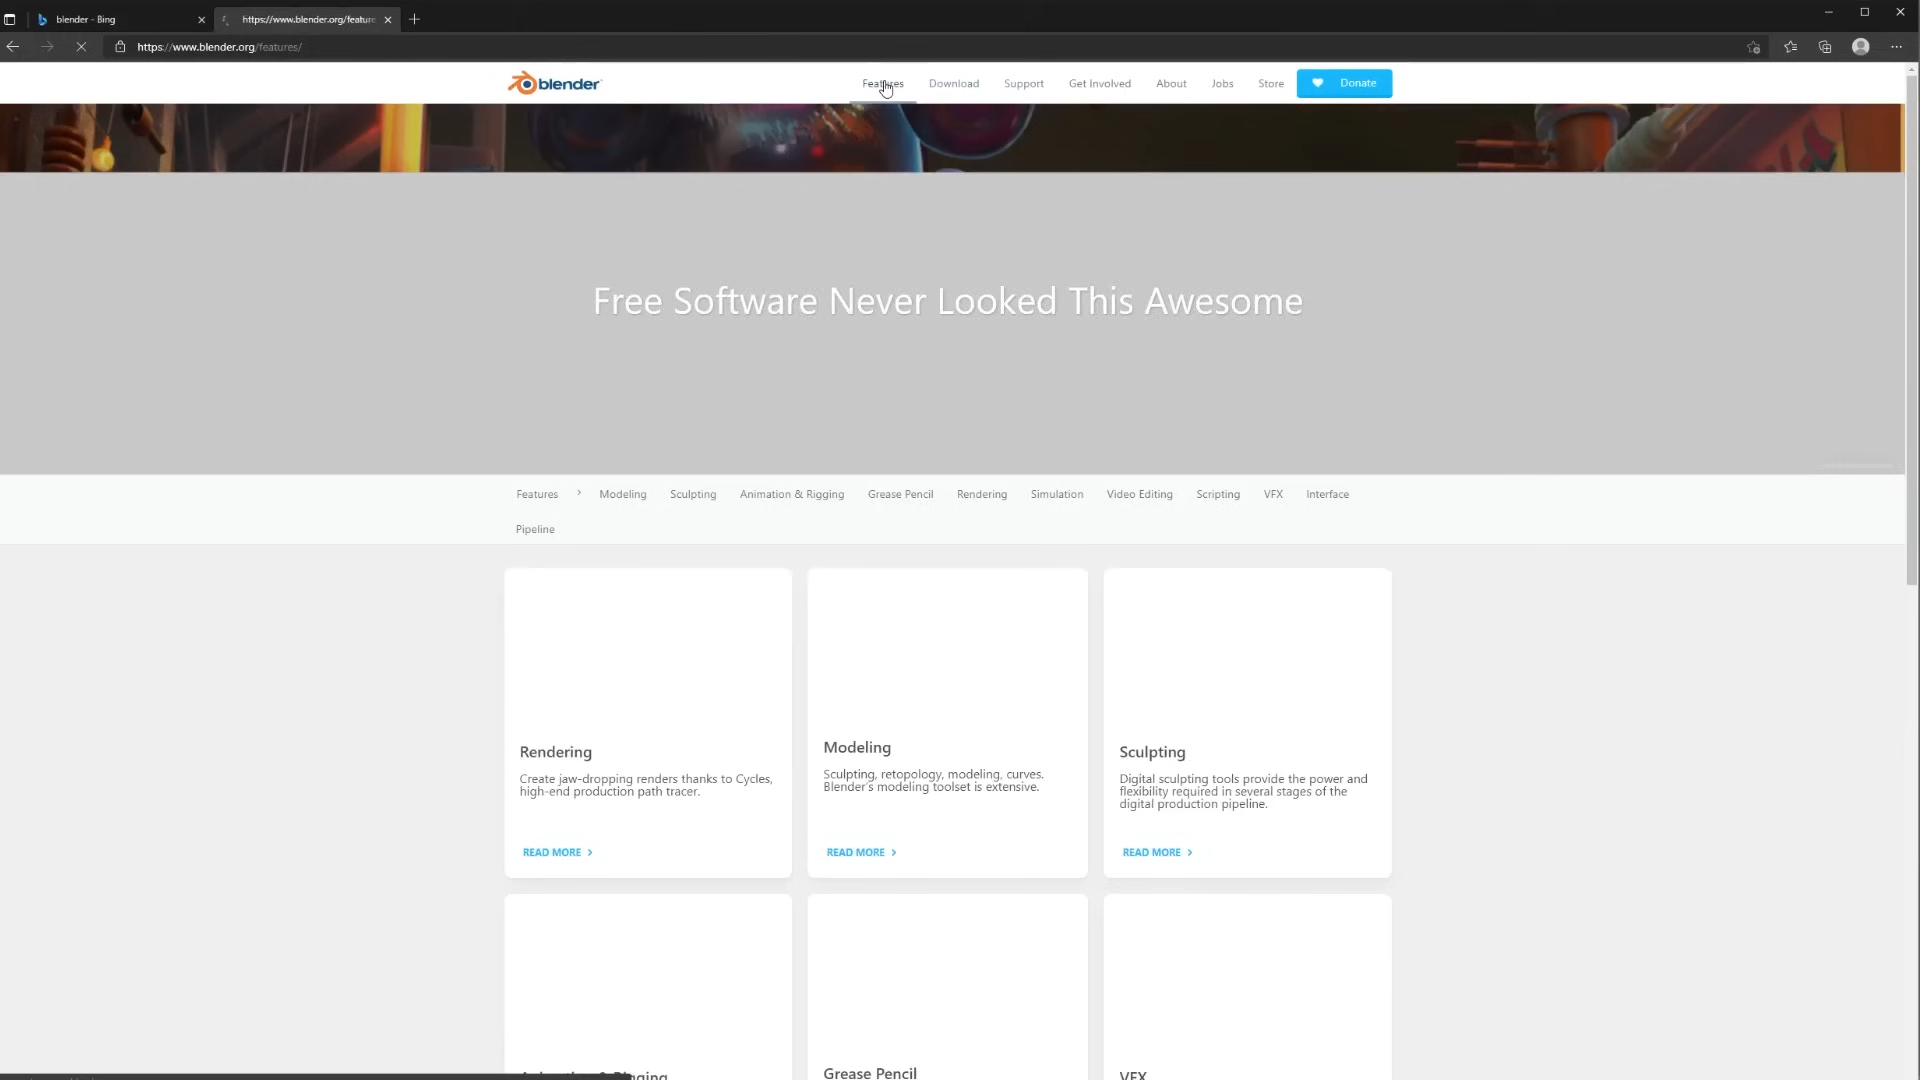 blender - Bing
https://www.blender.org/feature
https://www.blender.org/features/
blender
Features Download Support Get Involved About Jobs Store Donate
Free Software Never Looked This Awesome
Features > Modeling Sculpting Animation & Rigging Grease Pencil Rendering Simulation Video Editing Scripting VFX Interface
Pipeline
Rendering
Create jaw-dropping renders thanks to Cycles,
high-end production path tracer.
READ MORE >
Modeling
Sculpting, retopology, modeling, curves.
Blender's modeling toolset is extensive.
READ MORE >
Sculpting
Digital sculpting tools provide the power and
flexibility required in several stages of the
digital production pipeline.
READ MORE >
Animation & Rigging
Grease Pencil
VFX